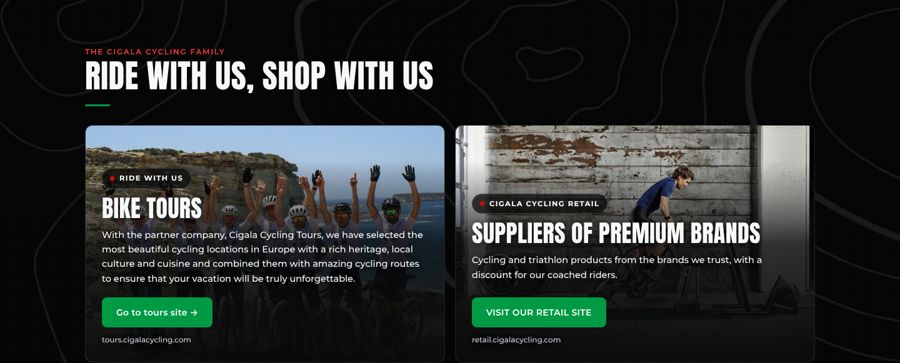 THE CIGALA CYCLING FAMILY
RIDE WITH US, SHOP WITH US
RIDE WITH US
BIKE TOURS
With the partner company, Cigala Cycling Tours, we have selected the
most beautiful cycling locations in Europe with a rich heritage, local
culture and cuisine and combined them with amazing cycling routes
to ensure that your vacation will be truly unforgettable.
Go to tours site →
tours.cigalacycling.com
CIGALA CYCLING RETAIL
SUPPLIERS OF PREMIUM BRANDS
Cycling and triathlon products from the brands we trust, with a
discount for our coached riders.
VISIT OUR RETAIL SITE
retail.cigalacycling.com